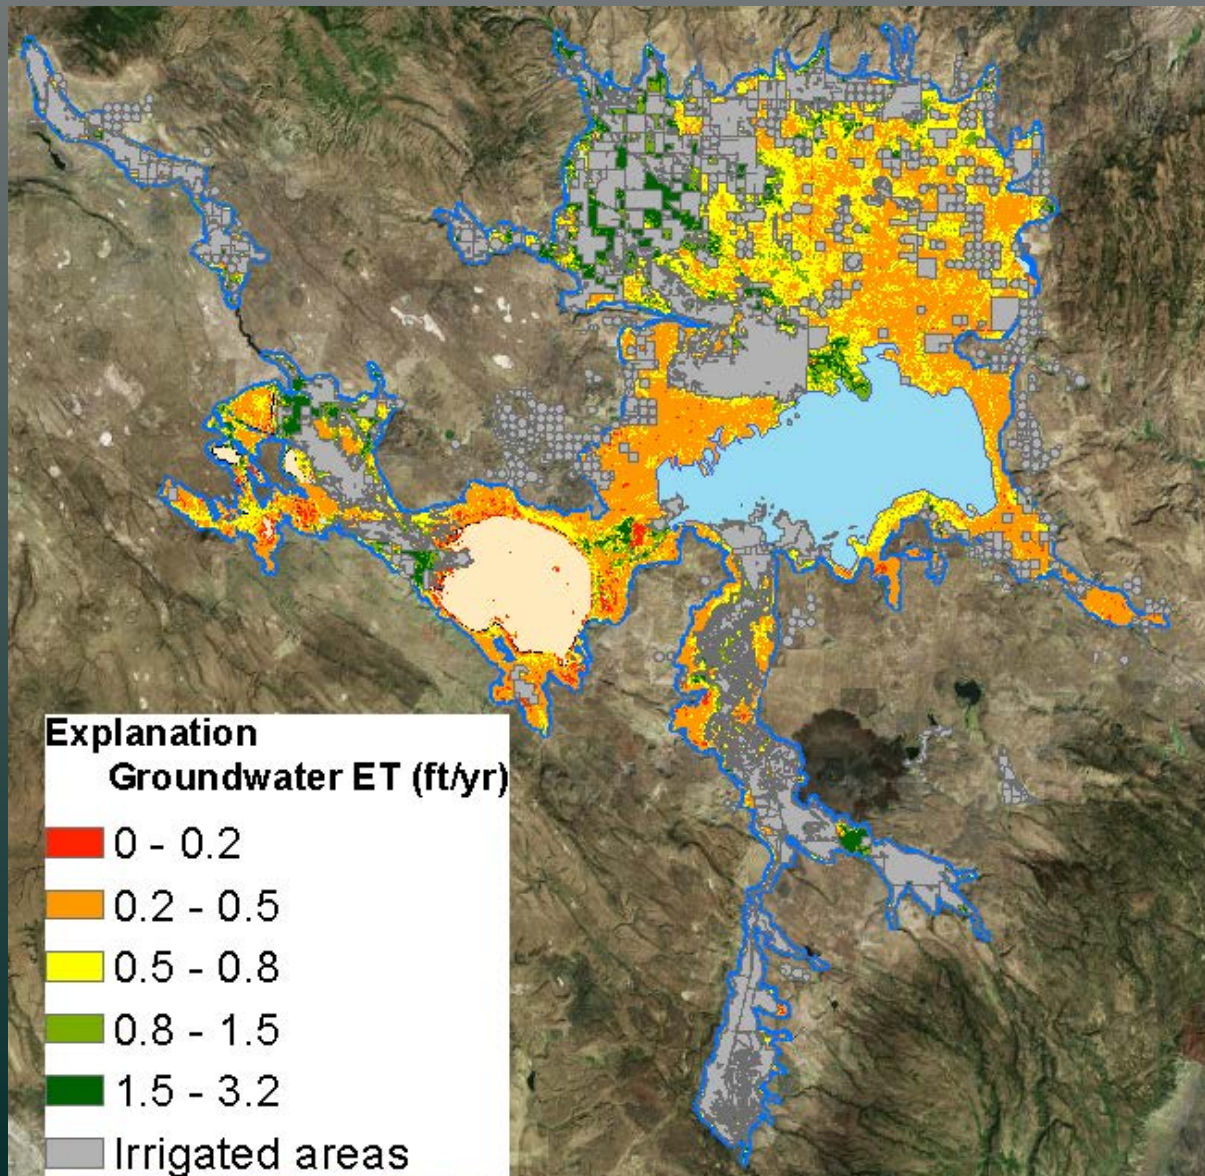 Explanation
Groundwater ET (ft/yr)
0 - 0.2
0.2 - 0.5
0.5 - 0.8
0.8 - 1.5
1.5 - 3.2
Irrigated areas